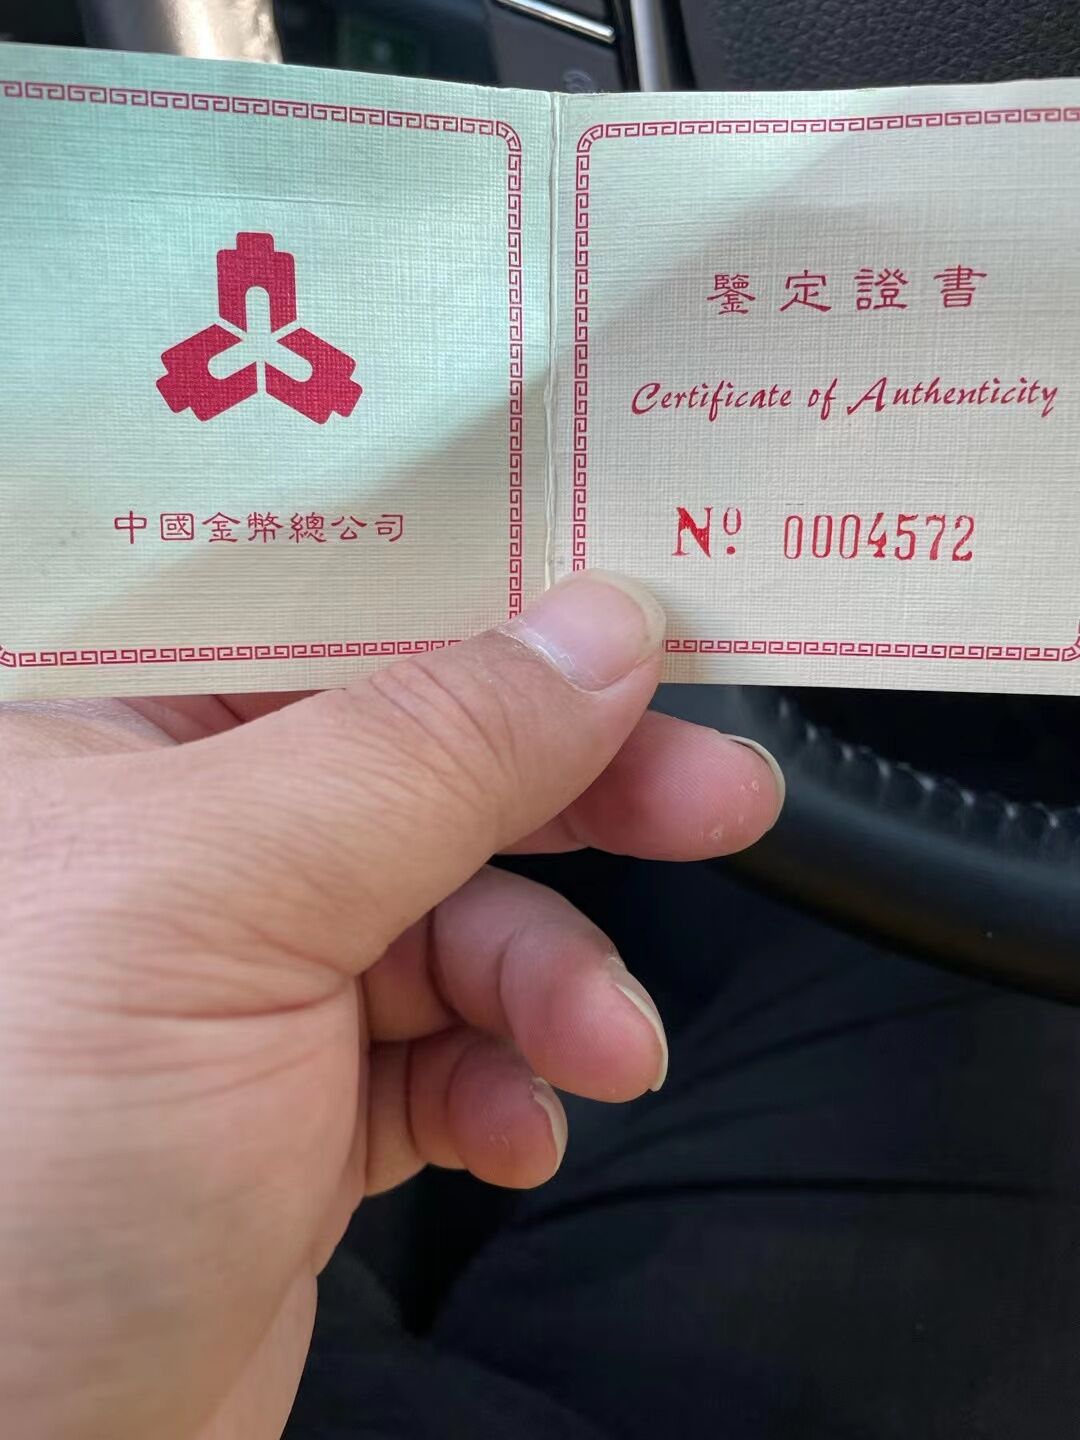 中國金幣總公司
鑒定證書
Certificate of Authenticity
Nº 0004572